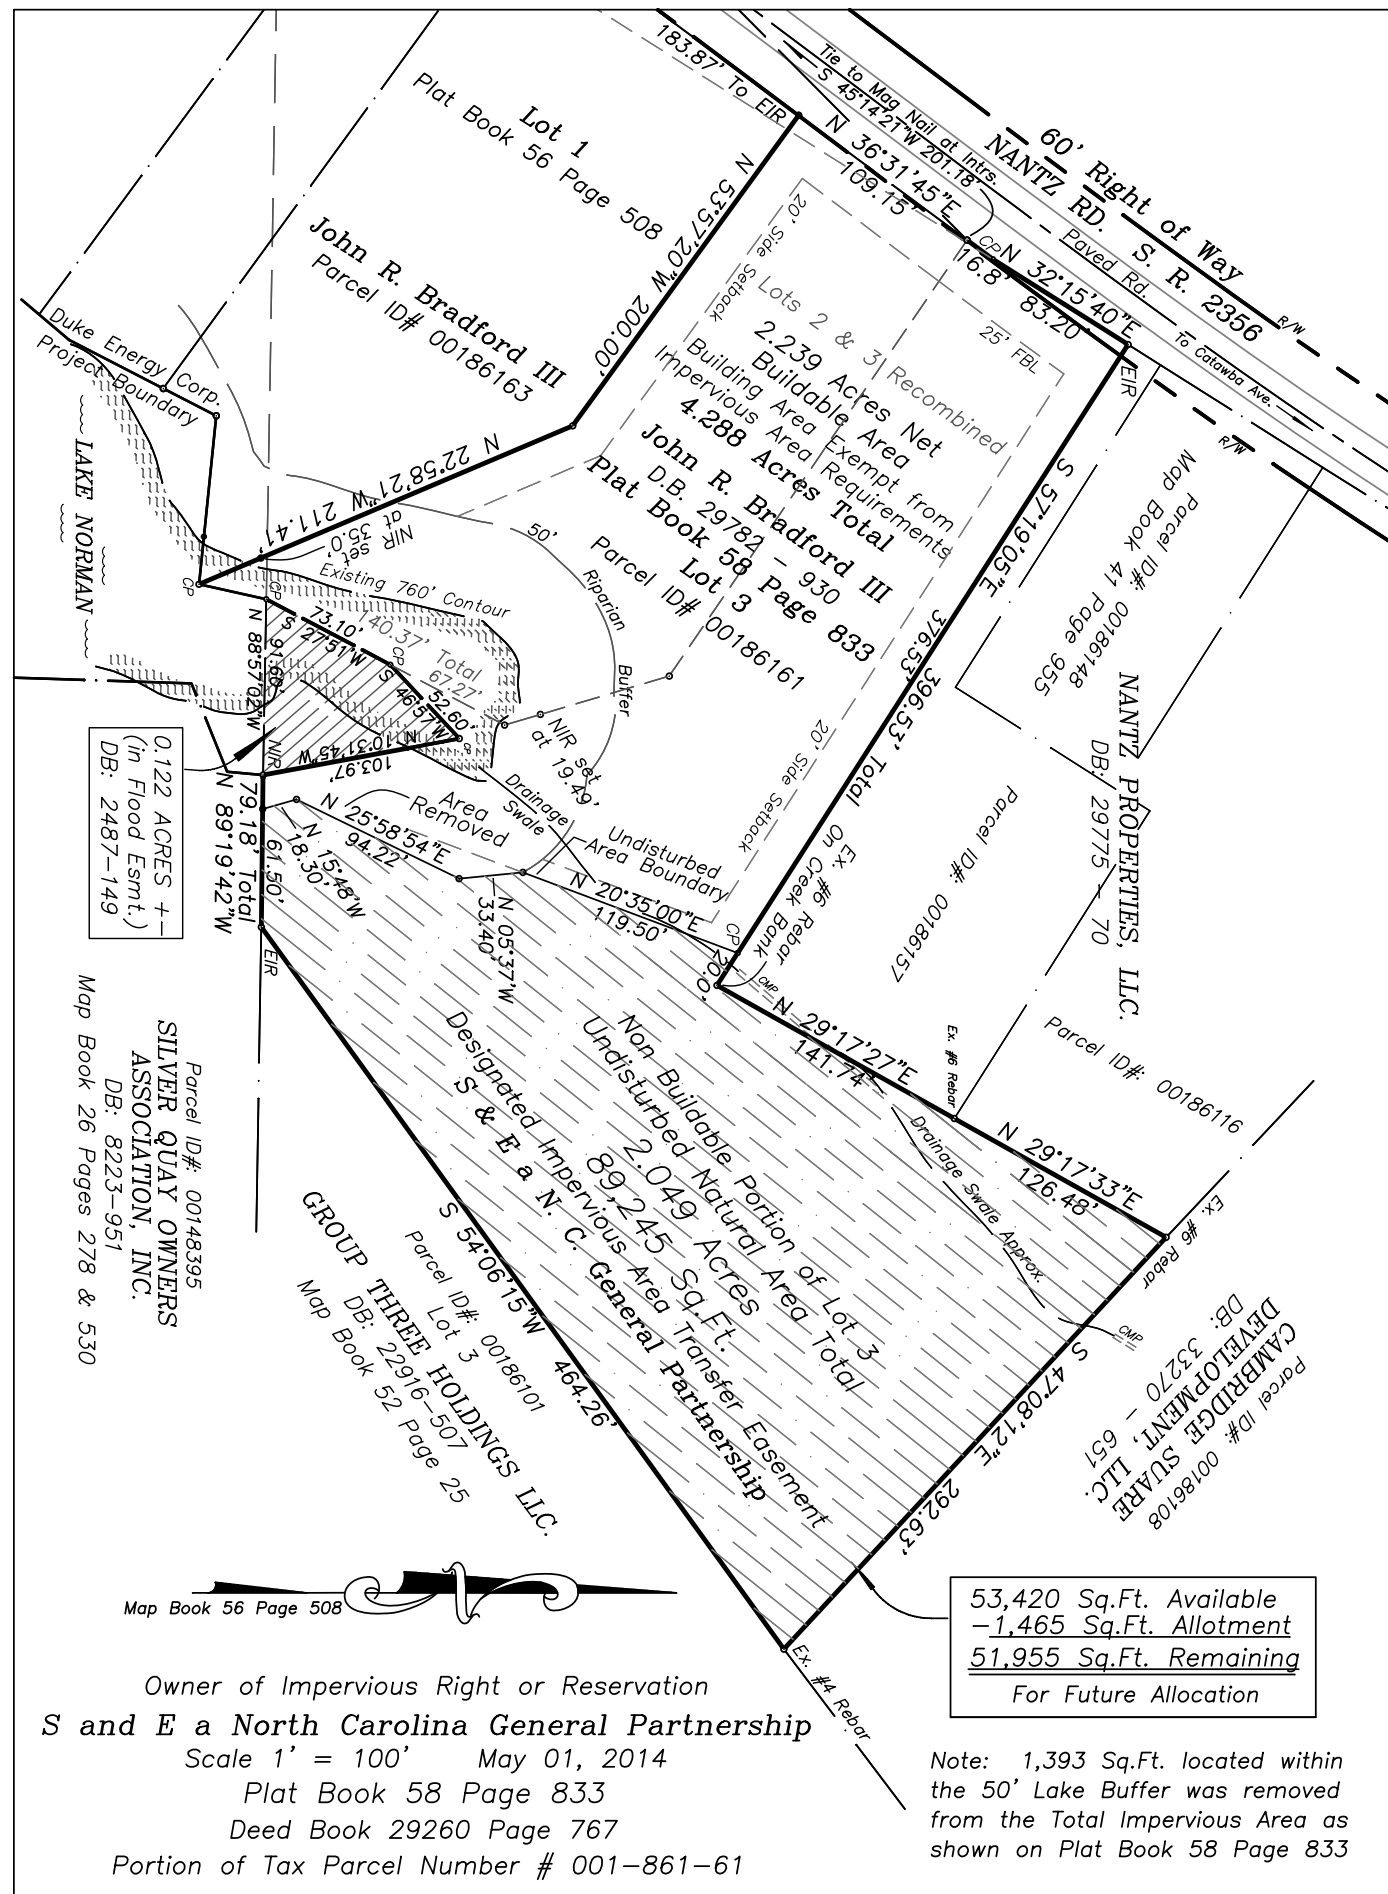 183.87' To EIR
Tie to Mag Nail at Intrs.
S 45°14'21"W 201.18'
60' Right of Way
NANTZ RD. S. R. 2356
Paved Rd.
To Catawba Ave.
R/W
R/W
N 36°31'45"E
109.15'
CP
16.8'
N 32°15'40"E
83.20'
EIR
Lot 1
Plat Book 56 Page 508
John R. Bradford III
Parcel ID# 00186163
N 53°57'20"W 200.00'
N 22°58'21"W 211.41'
NIR set
at 35.0'
20' Side
Setback
25' FBL
Lots 2 & 3 Recombined
2.239 Acres Net
Buildable Area
Building Area Exempt from
Impervious Area Requirements
4.288 Acres Total
John R. Bradford III
D.B. 29782 - 930
Plat Book 58 Page 833
Lot 3
Parcel ID# 00186161
S 57°19'05"E
376.53' 396.53' Total
20' Side Setback
Duke Energy Corp.
Project Boundary
LAKE NORMAN
Existing 760' Contour
50'
Riparian
Buffer
CP
CP
73.10'
S 27°51'W
140.37' Total
67.27'
CP
S 46°57'W
52.60'
N 88°57'02"W
91.60'
NIR
N 10°31'45"W
103.97'
NIR set
at 19.49'
Drainage
Swale
0.122 ACRES +-
(in Flood Esmt.)
DB: 2487-149
79.18' Total
N 89°19'42"W
61.50'
N 15°48'W
18.30'
Area
Removed
N 25°58'54"E
94.22'
N 05°37'W
33.40'
Undisturbed
Area Boundary
N 20°35'00"E
119.50'
CP
20.0'
CMP
Ex. #6 Rebar
On Creek Bank
EIR
Map Book 41 Page 955
Parcel ID#: 00186148
NANTZ PROPERTIES, LLC.
DB: 29775 - 70
Parcel ID#: 00186157
Parcel ID#: 00186116
N 29°17'27"E
141.74'
Ex. #6 Rebar
N 29°17'33"E
126.48'
Ex. #6 Rebar
Drainage Swale Approx.
CMP
Non Buildable Portion of Lot 3
Undisturbed Natural Area Total
2.049 Acres
89,245 Sq.Ft.
Designated Impervious Area Transfer Easement
S & E a N. C. General Partnership
S 47°08'12"E
292.63'
S 54°06'15"W 464.26'
CAMBRIDGE SUARE
DEVELOPMENT, LLC.
DB: 33270 - 651
Parcel ID#: 00186108
Parcel ID#: 00148395
SILVER QUAY OWNERS
ASSOCIATION, INC.
DB: 8223-951
Map Book 26 Pages 278 & 530
Parcel ID#: 00186101
Lot 3
GROUP THREE HOLDINGS LLC.
DB: 22916-507
Map Book 52 Page 25
Ex. #4 Rebar
Map Book 56 Page 508
53,420 Sq.Ft. Available
-1,465 Sq.Ft. Allotment
51,955 Sq.Ft. Remaining
For Future Allocation
Owner of Impervious Right or Reservation
S and E a North Carolina General Partnership
Scale 1' = 100' May 01, 2014
Plat Book 58 Page 833
Deed Book 29260 Page 767
Portion of Tax Parcel Number # 001-861-61
Note: 1,393 Sq.Ft. located within
the 50' Lake Buffer was removed
from the Total Impervious Area as
shown on Plat Book 58 Page 833